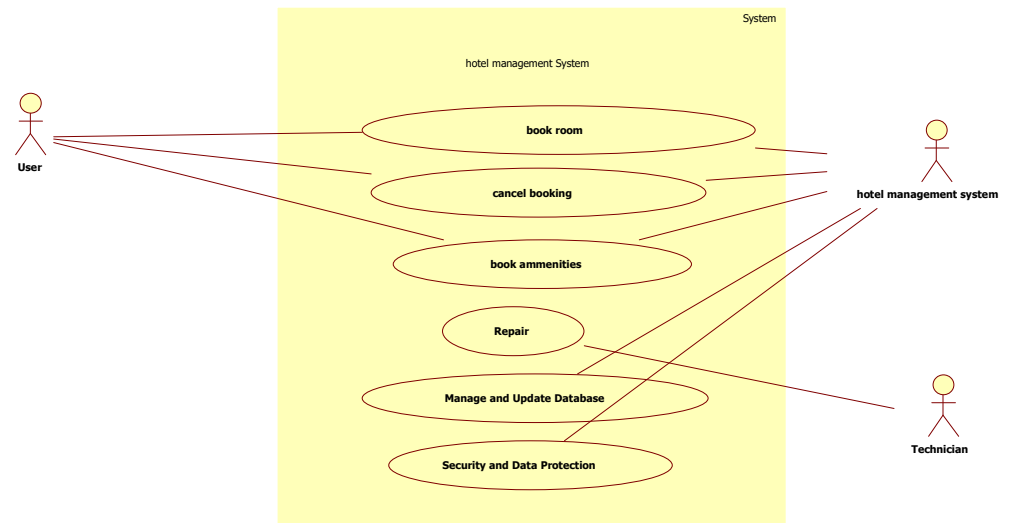 System
hotel management System
book room
User
hotel management system
cancel booking
book ammenities
Repair
Manage and Update Database
Technician
Security and Data Protection